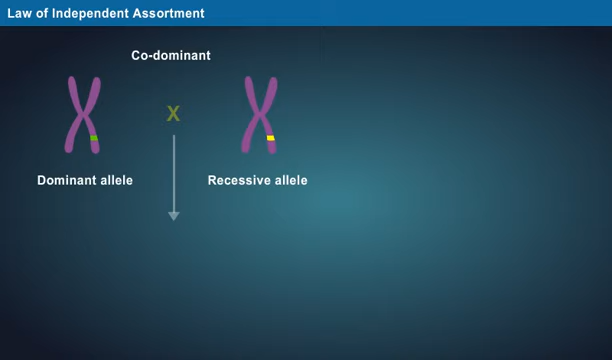 Law of Independent Assortment
Co-dominant
X
Dominant allele
Recessive allele